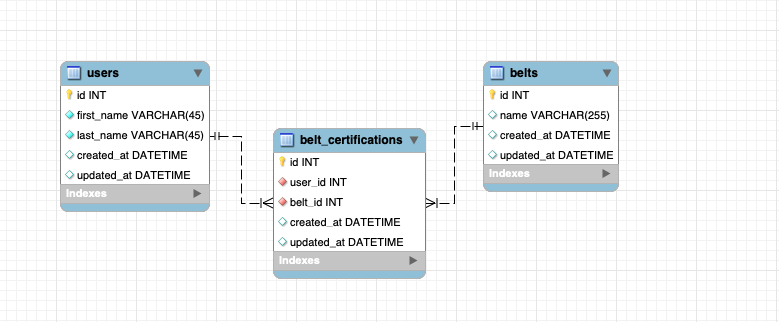 users
id INT
first_name VARCHAR(45)
last_name VARCHAR(45)
created_at DATETIME
updated_at DATETIME
Indexes
belt_certifications
id INT
user_id INT
belt_id INT
created_at DATETIME
updated_at DATETIME
Indexes
belts
id INT
name VARCHAR(255)
created_at DATETIME
updated_at DATETIME
Indexes